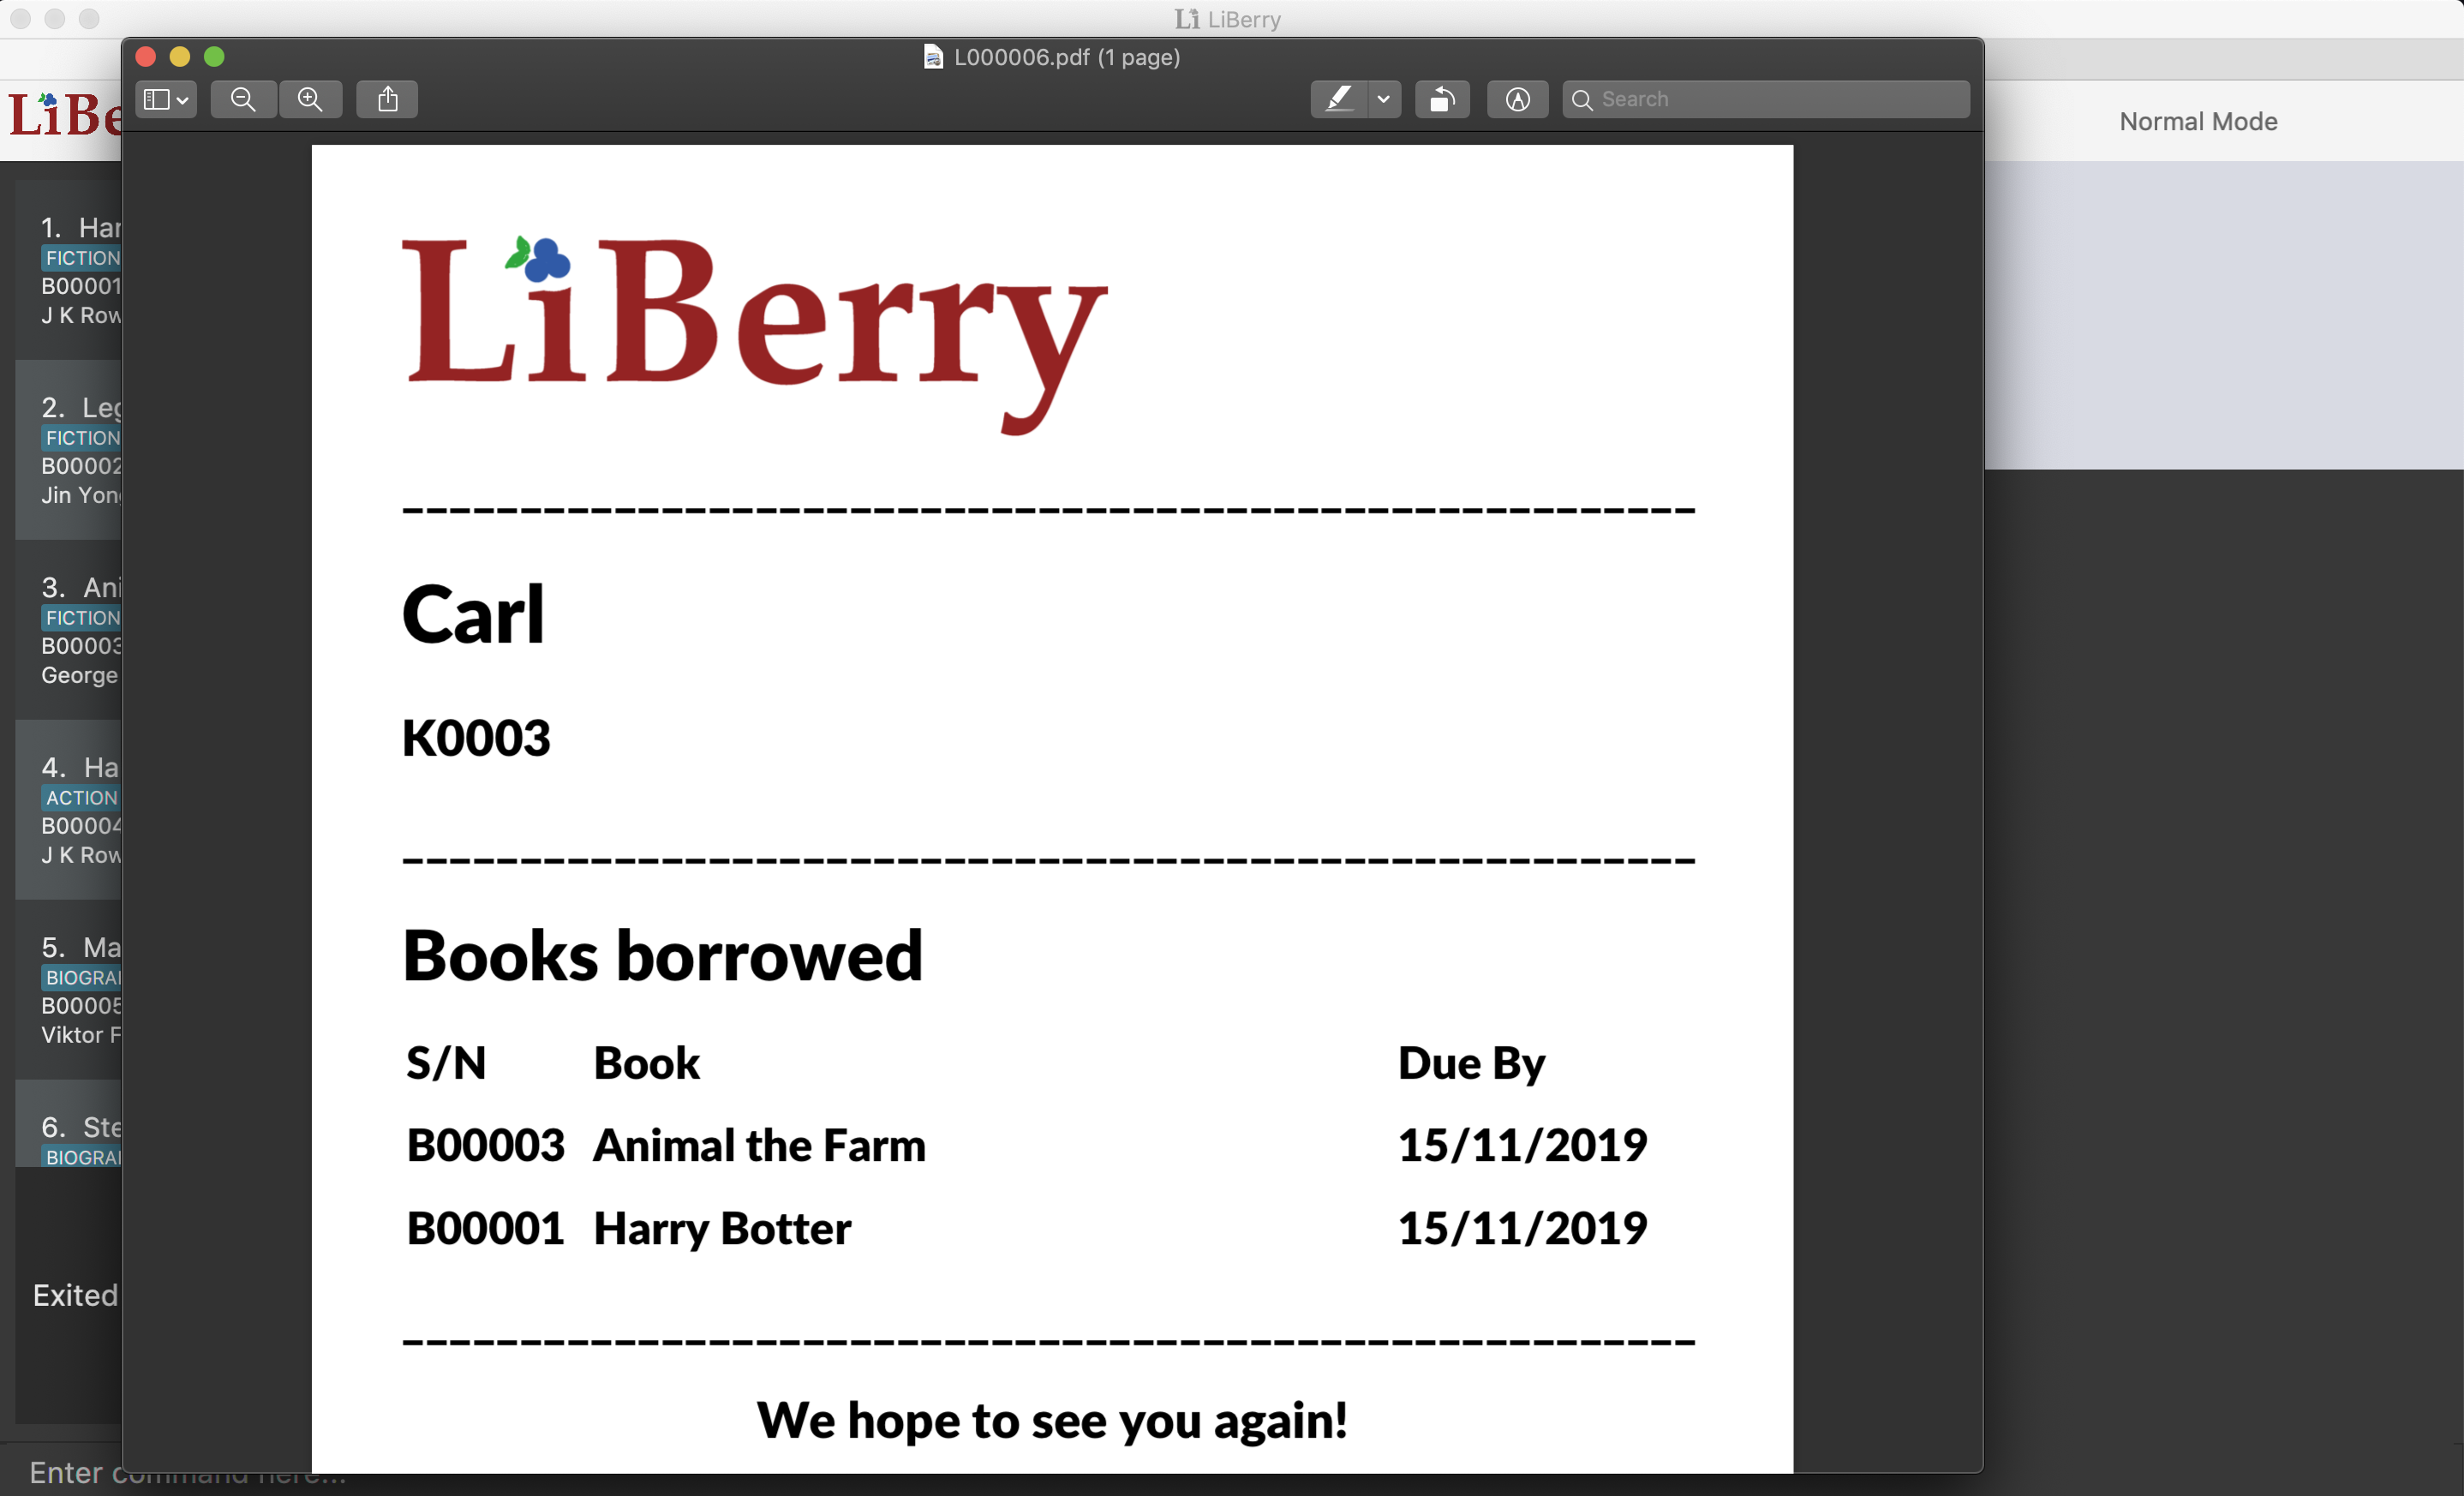 Li LiBerry
L000006.pdf (1 page)
Search
LiBe
Normal Mode
1. Har
FICTION
B00001
J K Row
2. Leg
FICTION
B00002
Jin Yong
3. Ani
FICTION
B00003
George
4. Ha
ACTION
B00004
J K Row
5. Ma
BIOGRA
B00005
Viktor F
6. Ste
BIOGRA
Exited
Enter command here...
LiBerry
Carl
K0003
Books borrowed
S/N Book Due By
B00003 Animal the Farm 15/11/2019
B00001 Harry Botter 15/11/2019
We hope to see you again!